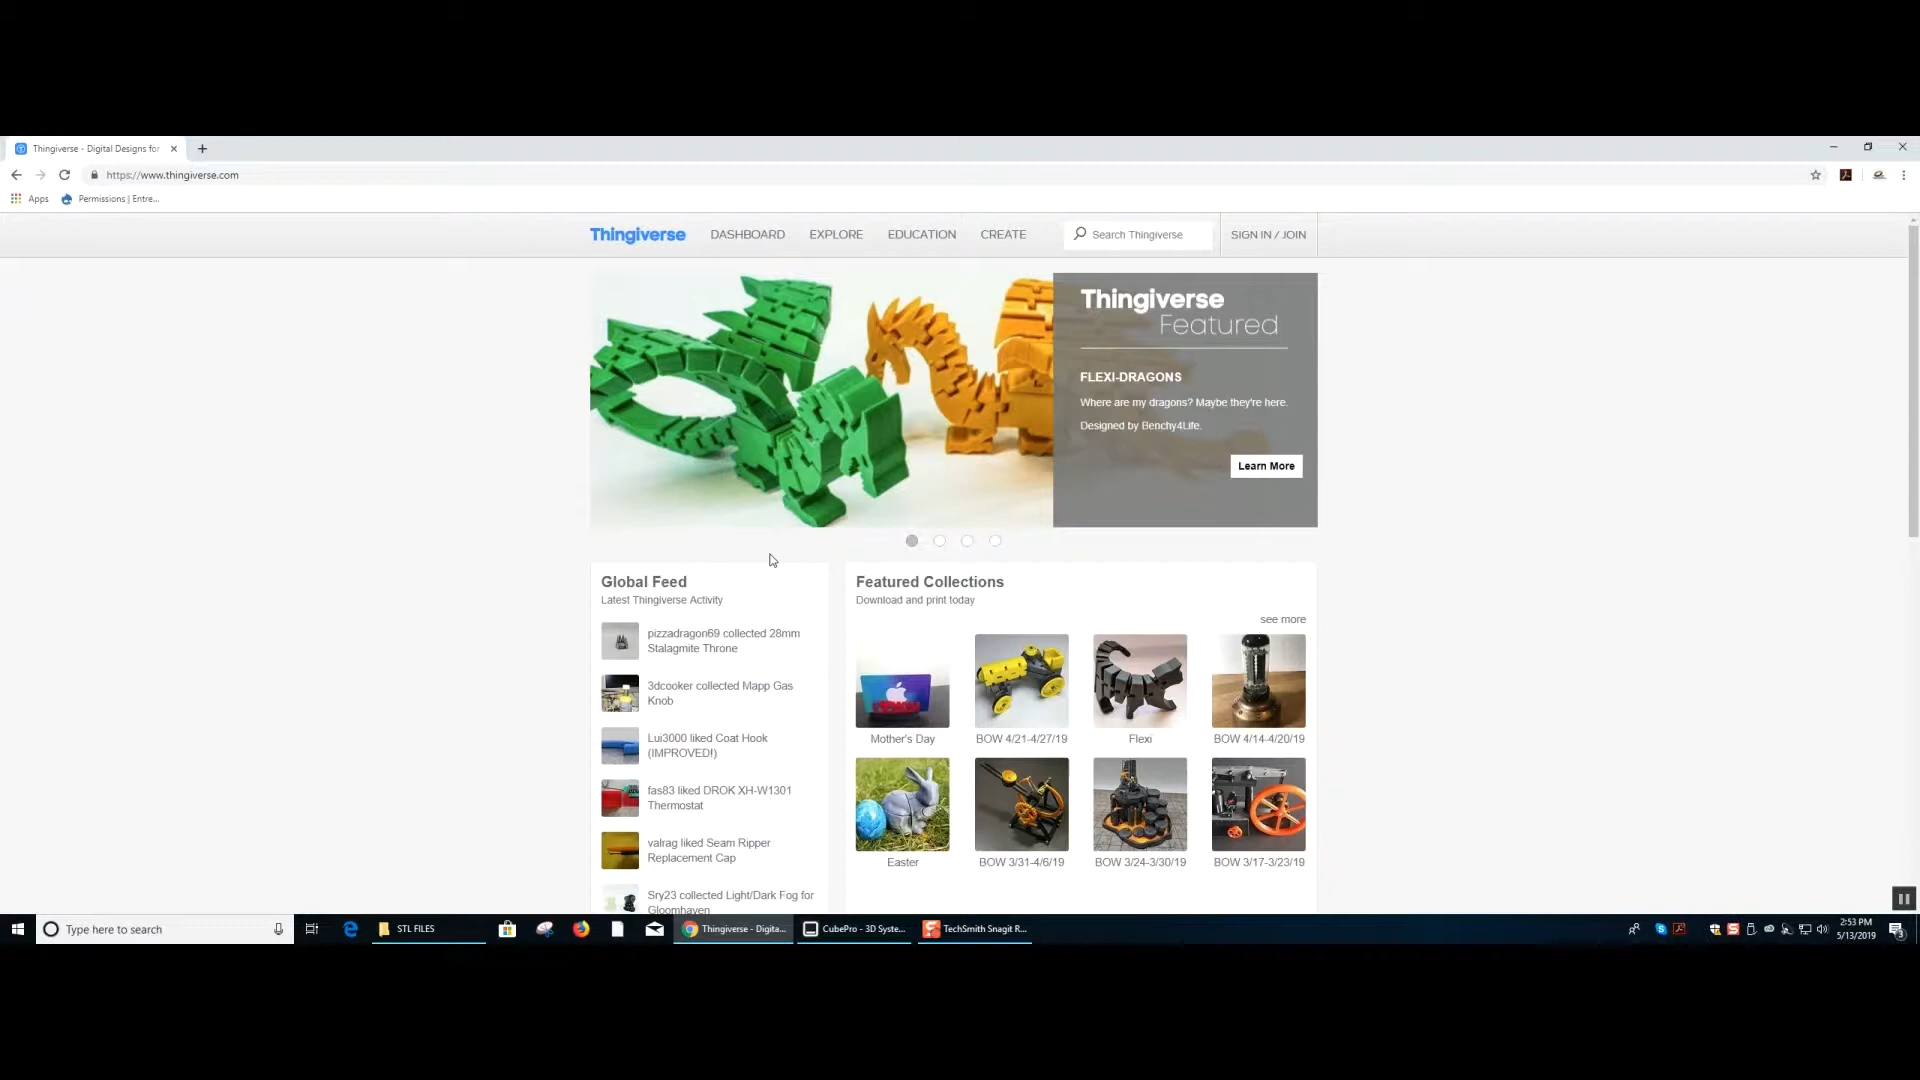 Thingiverse - Digital Designs for
https://www.thingiverse.com
Apps
Permissions | Entre...
Thingiverse
DASHBOARD
EXPLORE
EDUCATION
CREATE
Search Thingiverse
SIGN IN / JOIN
Thingiverse
Featured
FLEXI-DRAGONS
Where are my dragons? Maybe they're here.
Designed by Benchy4Life.
Learn More
Global Feed
Latest Thingiverse Activity
pizzadragon69 collected 28mm
Stalagmite Throne
3dcooker collected Mapp Gas
Knob
Lui3000 liked Coat Hook
(IMPROVED!)
fas83 liked DROK XH-W1301
Thermostat
valrag liked Seam Ripper
Replacement Cap
Sry23 collected Light/Dark Fog for
Gloomhaven
Featured Collections
Download and print today
see more
Mother's Day
BOW 4/21-4/27/19
Flexi
BOW 4/14-4/20/19
Easter
BOW 3/31-4/6/19
BOW 3/24-3/30/19
BOW 3/17-3/23/19
Type here to search
STL FILES
Thingiverse - Digita...
CubePro - 3D Syste...
TechSmith Snagit R...
2:53 PM
5/13/2019
3